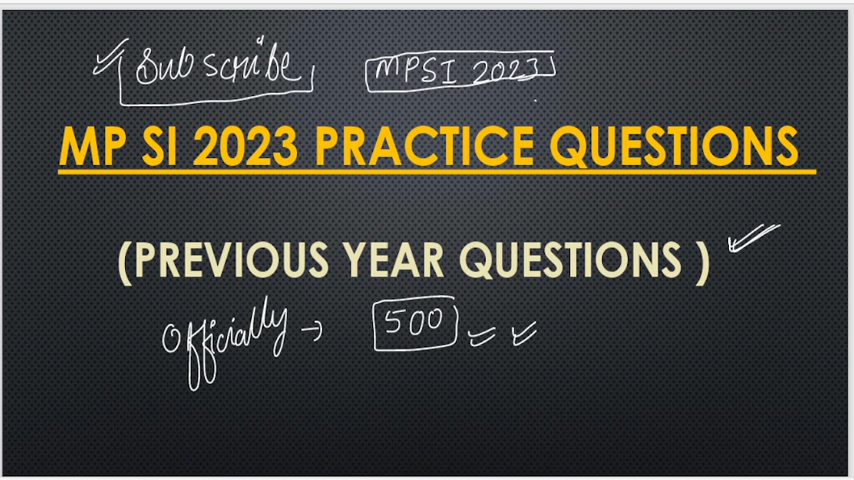 Subscribe MPSI 2023
MP SI 2023 PRACTICE QUESTIONS
(PREVIOUS YEAR QUESTIONS )
Officially → 500